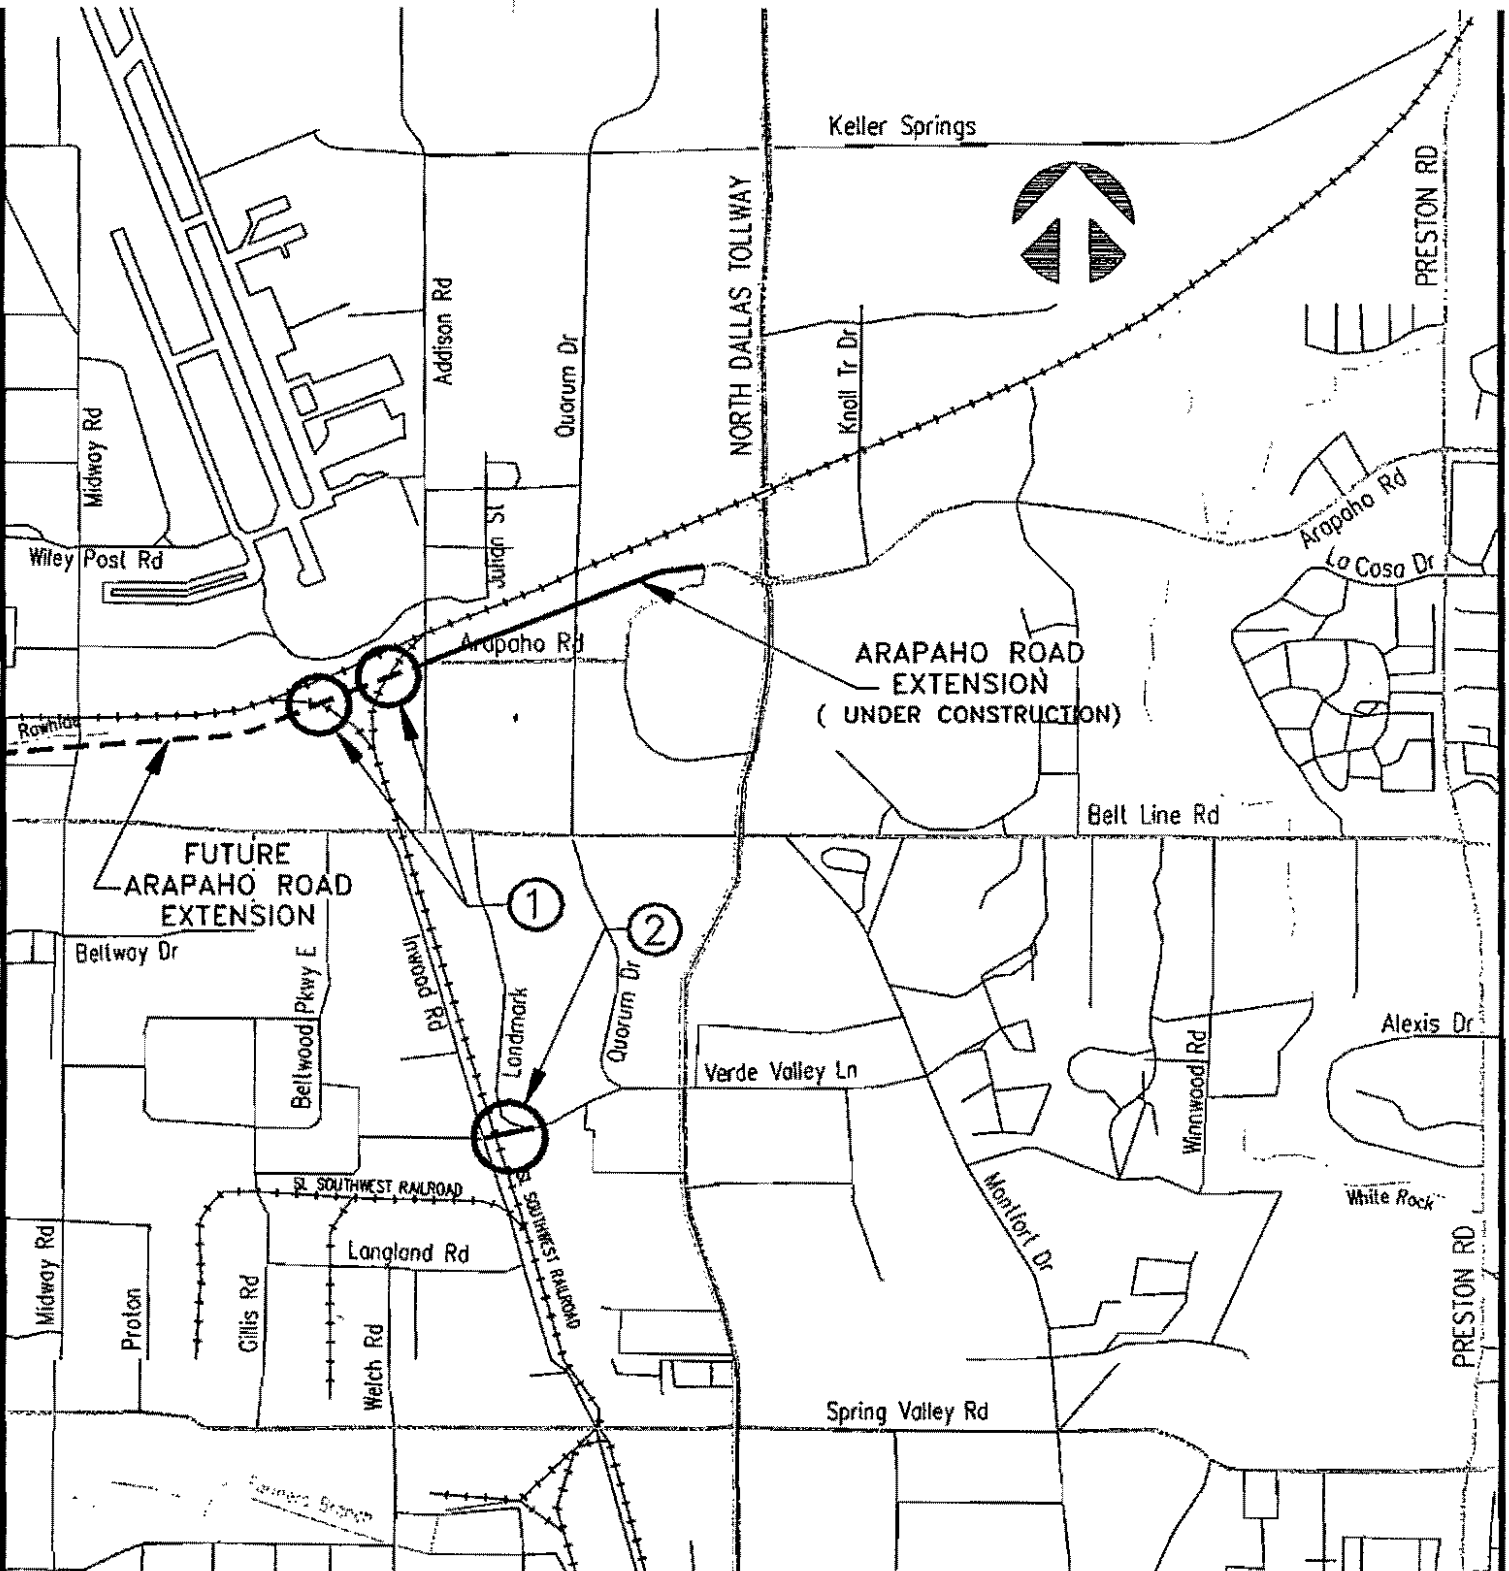 Keller Springs
PRESTON RD
NORTH DALLAS TOLLWAY
Addison Rd
Quorum Dr
Knoll Tr Dr
Midway Rd
Julian St
Arapaho Rd
Wiley Post Rd
La Casa Dr
Arapaho Rd
ARAPAHO ROAD
EXTENSION
( UNDER CONSTRUCTION)
Rawhide
Belt Line Rd
FUTURE
ARAPAHO ROAD
EXTENSION
1
2
Beltway Dr
Beltwood Pkwy E
Inwood Rd
Landmark
Quorum Dr
Alexis Dr
Verde Valley Ln
Winnwood Rd
SL SOUTHWEST RAILROAD
SL SOUTHWEST RAILROAD
Montfort Dr
White Rock
Midway Rd
Proton
Gillis Rd
Langland Rd
Welch Rd
PRESTON RD
Spring Valley Rd
Farmers Branch